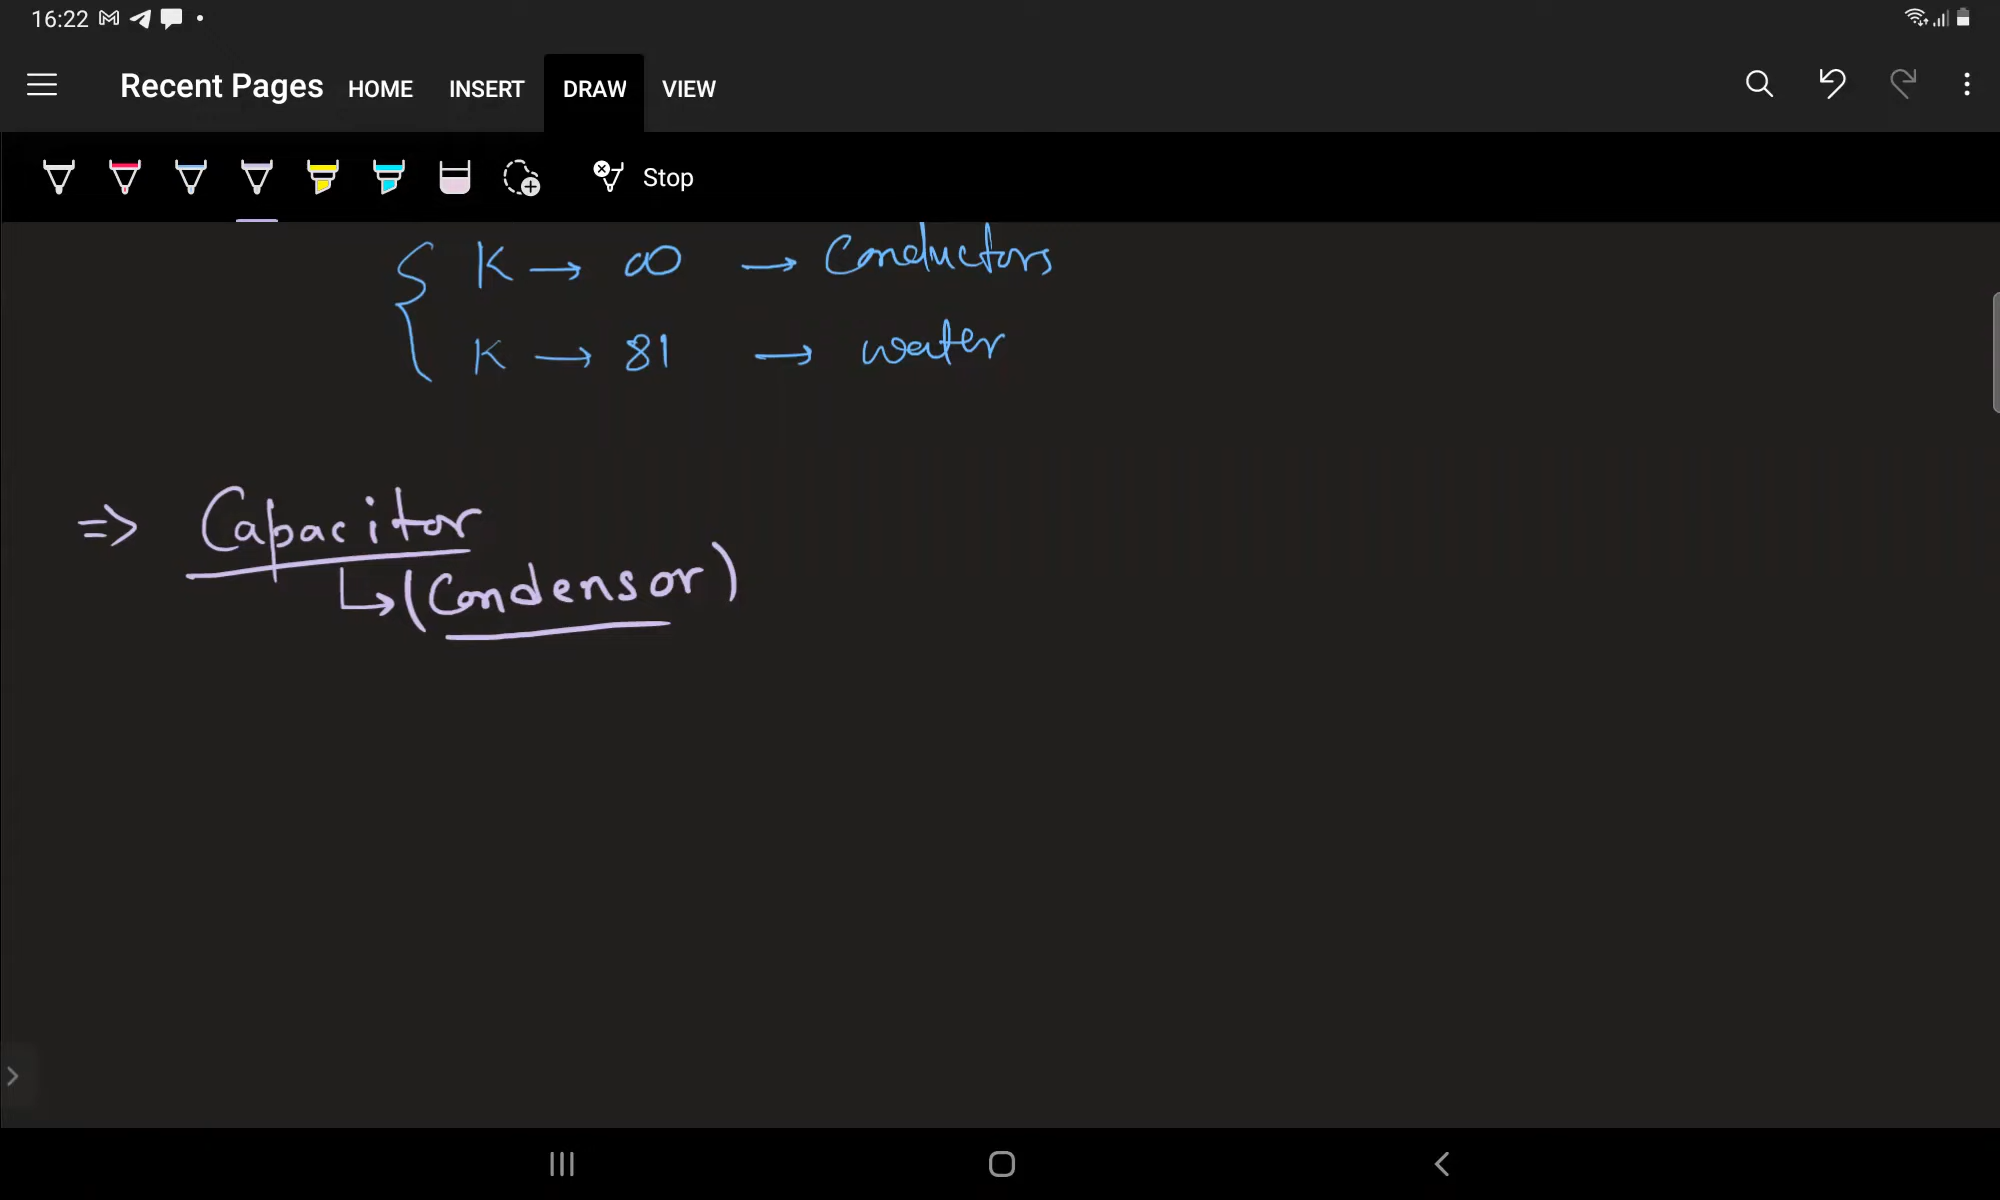 16:22
Recent Pages HOME INSERT DRAW VIEW
Stop
{ K → ∞ → Conductors
K → 81 → water
=> Capacitor
↳ (Condensor)